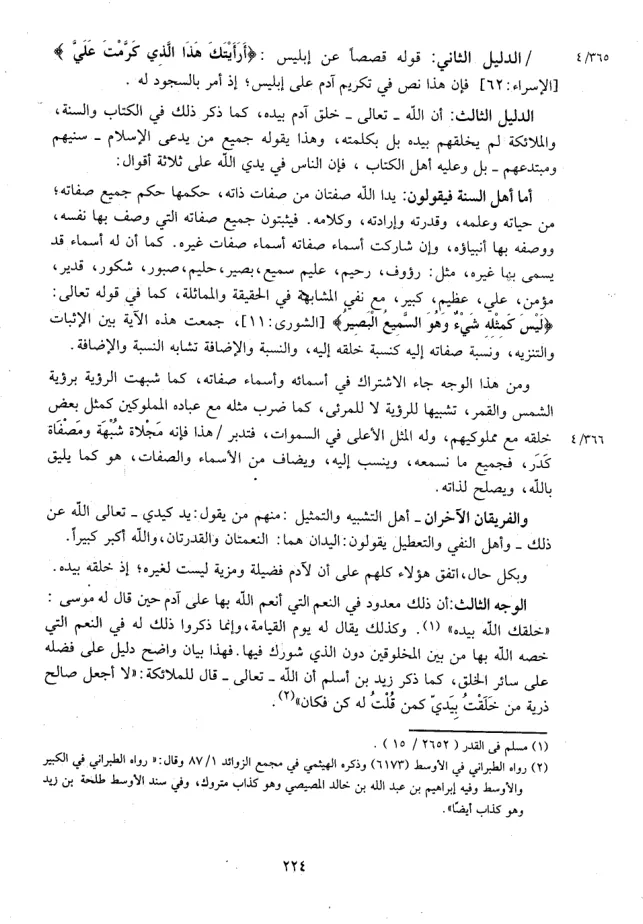 ٤/٣٦٥
/ الدليل الثاني: قوله قصصاً عن إبليس : ﴿أَرَأَيْتَكَ هَذَا الَّذِي كَرَّمْتَ عَلَيَّ ﴾
[الإسراء:٦٢] فإن هذا نص في تكريم آدم على إبليس؛ إذ أمر بالسجود له .
الدليل الثالث: أن الله ـ تعالى ـ خلق آدم بيده، كما ذكر ذلك في الكتاب والسنة،
والملائكة لم يخلقهم بيده بل بكلمته، وهذا يقوله جميع من يدعى الإسلام ـ سنيهم
ومبتدعهم ـ بل وعليه أهل الكتاب ، فإن الناس في يدي الله على ثلاثة أقوال:
أما أهل السنة فيقولون: يدا الله صفتان من صفات ذاته، حكمها حكم جميع صفاته؛
من حياته وعلمه، وقدرته وإرادته، وكلامه. فيثبتون جميع صفاته التي وصف بها نفسه،
ووصفه بها أنبياؤه، وإن شاركت أسماء صفاته أسماء صفات غيره. كما أن له أسماء قد
يسمى بها غيره، مثل: رؤوف، رحيم، عليم سميع،بصير،حليم،صبور، شكور، قدير،
مؤمن، علي، عظيم، كبير، مع نفي المشابهة في الحقيقة والمماثلة، كما في قوله تعالى:
﴿لَيْسَ كَمِثْلِهِ شَيْءٌ وَهُوَ السَّمِيعُ الْبَصِيرُ﴾ [الشورى:١١]، جمعت هذه الآية بين الإثبات
والتنزيه، ونسبة صفاته إليه كنسبة خلقه إليه، والنسبة والإضافة تشابه النسبة والإضافة.
ومن هذا الوجه جاء الاشتراك في أسمائه وأسماء صفاته، كما شبهت الرؤية برؤية
الشمس والقمر، تشبيها للرؤية لا للمرئى، كما ضرب مثله مع عباده المملوكين كمثل بعض
خلقه مع مملوكيهم، وله المثل الأعلى في السموات، فتدبر / هذا فإنه مَجْلاة شُبْهَة ومَصْفَاة
٤/٣٦٦
كَدَر، فجميع ما نسمعه، وينسب إليه، ويضاف من الأسماء والصفات، هو كما يليق
بالله، ويصلح لذاته.
والفريقان الآخران ـ أهل التشبيه والتمثيل : منهم من يقول: يد كيدي ـ تعالى الله عن
ذلك ـ وأهل النفي والتعطيل يقولون: اليدان هما: النعمتان والقدرتان،والله أكبر كبيراً.
وبكل حال،اتفق هؤلاء كلهم على أن لآدم فضيلة ومزية ليست لغيره؛ إذ خلقه بيده.
الوجه الثالث: أن ذلك معدود في النعم التي أنعم الله بها على آدم حين قال له موسى :
«خلقك الله بيده» (١). وكذلك يقال له يوم القيامة،وإنما ذكروا ذلك له في النعم التي
خصه الله بها من بين المخلوقين دون الذي شورك فيها.فهذا بيان واضح دليل على فضله
على سائر الخلق، كما ذكر زيد بن أسلم أن الله ـ تعالى ـ قال للملائكة: «لا أجعل صالح
ذرية من خَلَقْتُ بِيَدَيّ كمن قُلْتُ له كن فكان»(٢).
(١) مسلم فى القدر ( ٢٦٥٢ / ١٥ ) .
(٢) رواه الطبراني في الأوسط (٦١٧٣) وذكره الهيثمي في مجمع الزوائد ٨٧/١ وقال: « رواه الطبراني في الكبير
والأوسط وفيه إبراهيم بن عبد الله بن خالد المصيصي وهو كذاب متروك، وفي سند الأوسط طلحة بن زيد
وهو كذاب أيضًا».
٢٢٤